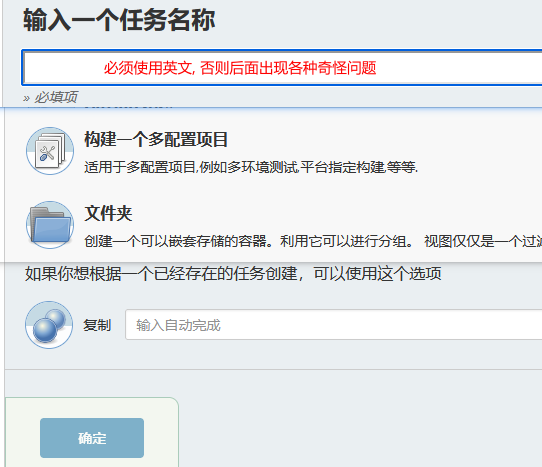 输入一个任务名称
必须使用英文, 否则后面出现各种奇怪问题
» 必填项
构建一个多配置项目
适用于多配置项目,例如多环境测试,平台指定构建,等等.
文件夹
创建一个可以嵌套存储的容器。利用它可以进行分组。 视图仅仅是一个过
如果你想根据一个已经存在的任务创建，可以使用这个选项
复制
输入自动完成
确定